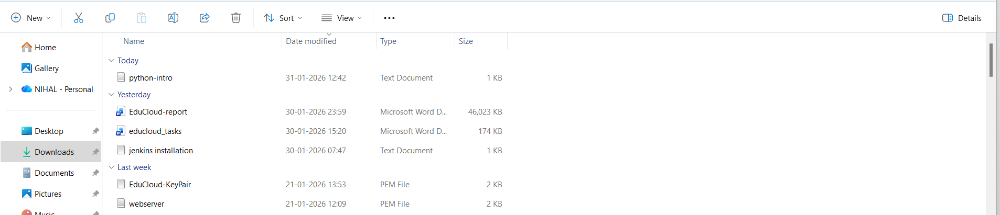 New Sort View ••• Details
Name Date modified Type Size
Home
Gallery
NIHAL - Personal
Desktop
Downloads
Documents
Pictures
Music
Today
python-intro 31-01-2026 12:42 Text Document 1 KB
Yesterday
EduCloud-report 30-01-2026 23:59 Microsoft Word D... 46,023 KB
educloud_tasks 30-01-2026 15:20 Microsoft Word D... 174 KB
jenkins installation 30-01-2026 07:47 Text Document 1 KB
Last week
EduCloud-KeyPair 21-01-2026 13:53 PEM File 2 KB
webserver 21-01-2026 12:09 PEM File 2 KB